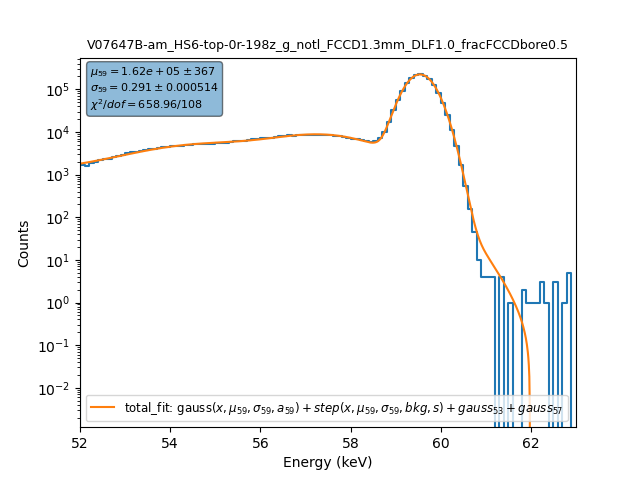 V07647B-am_HS6-top-0r-198z_g_notl_FCCD1.3mm_DLF1.0_fracFCCDbore0.5
μ₅₉ = 1.62e + 05 ± 367
σ₅₉ = 0.291 ± 0.000514
χ²/dof = 658.96/108
10⁵
10⁴
10³
10²
10¹
10⁰
10⁻¹
10⁻²
Counts
total_fit: gauss(x, μ₅₉, σ₅₉, a₅₉) + step(x, μ₅₉, σ₅₉, bkg, s) + gauss₅₃ + gauss₅₇
52 54 56 58 60 62
Energy (keV)